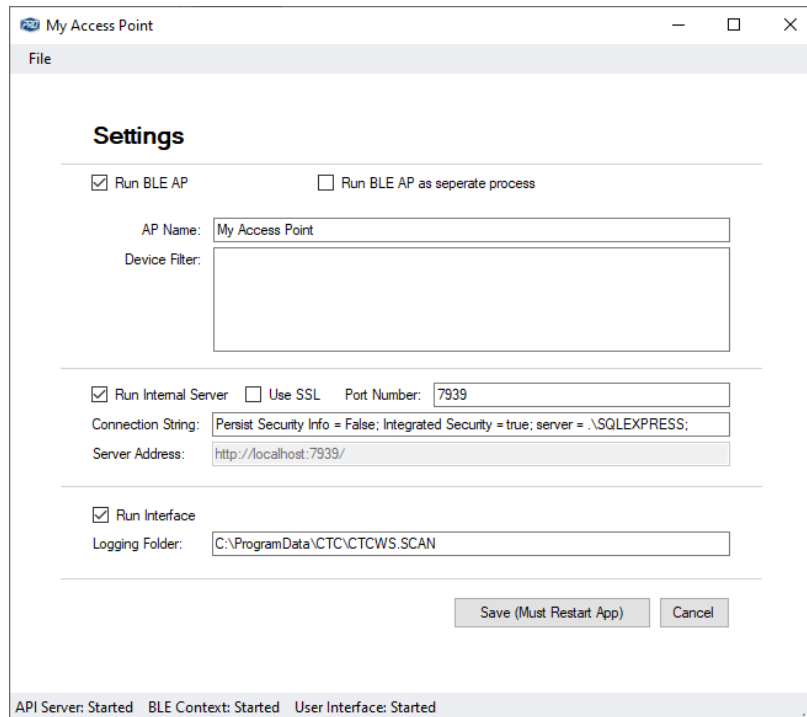 PRO My Access Point
File
Settings
Run BLE AP Run BLE AP as seperate process
AP Name: My Access Point
Device Filter:
Run Internal Server Use SSL Port Number: 7939
Connection String: Persist Security Info = False; Integrated Security = true; server = .\SQLEXPRESS;
Server Address: http://localhost:7939/
Run Interface
Logging Folder: C:\ProgramData\CTC\CTCWS.SCAN
Save (Must Restart App) Cancel
API Server: Started BLE Context: Started User Interface: Started